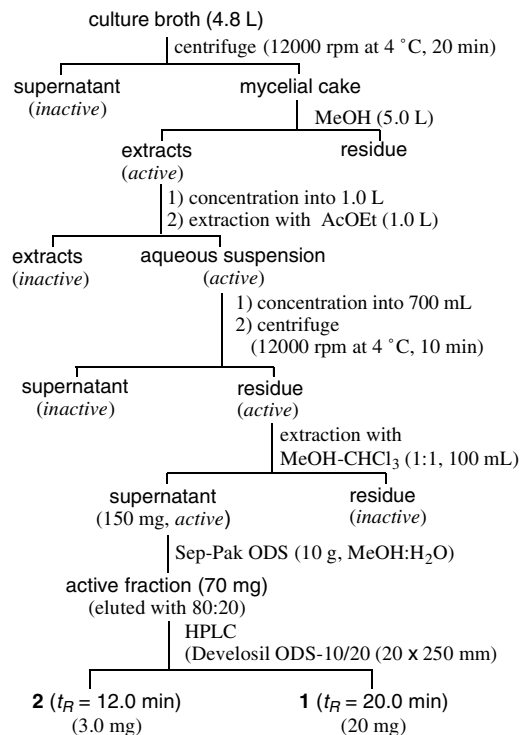 culture broth (4.8 L)
centrifuge (12000 rpm at 4 °C, 20 min)
supernatant mycelial cake
(inactive)
MeOH (5.0 L)
extracts residue
(active)
1) concentration into 1.0 L
2) extraction with AcOEt (1.0 L)
extracts aqueous suspension
(inactive) (active)
1) concentration into 700 mL
2) centrifuge
(12000 rpm at 4 °C, 10 min)
supernatant residue
(inactive) (active)
extraction with
MeOH-CHCl3 (1:1, 100 mL)
supernatant residue
(150 mg, active) (inactive)
Sep-Pak ODS (10 g, MeOH:H2O)
active fraction (70 mg)
(eluted with 80:20)
HPLC
(Develosil ODS-10/20 (20 x 250 mm)
2 (tR = 12.0 min) 1 (tR = 20.0 min)
(3.0 mg) (20 mg)